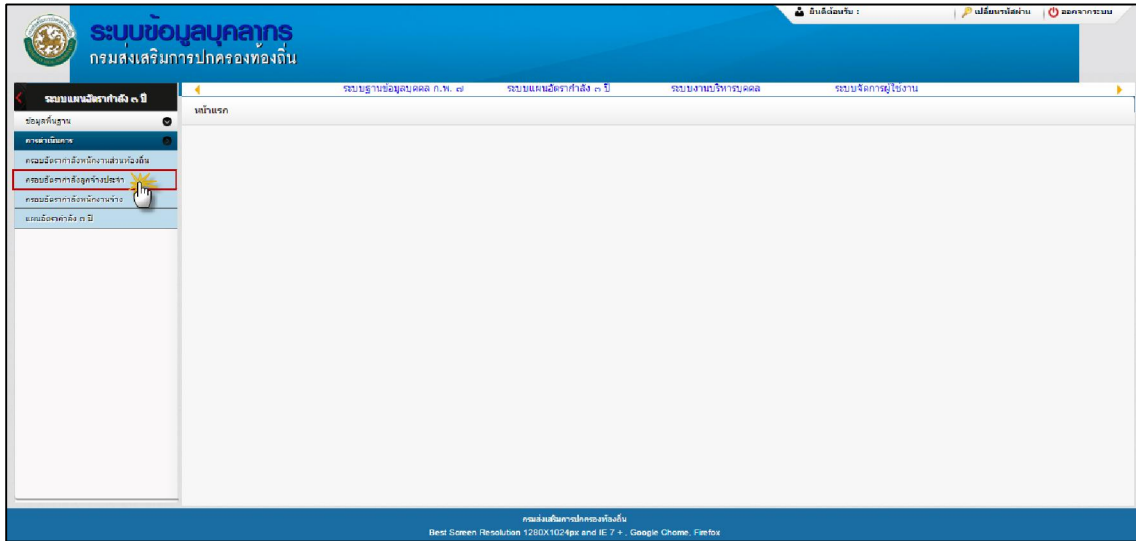 ยินดีต้อนรับ : | เปลี่ยนรหัสผ่าน | ออกจากระบบ
ระบบข้อมูลบุคลากร
กรมส่งเสริมการปกครองท้องถิ่น
ระบบแผนอัตรากำลัง ๓ ปี
ระบบฐานข้อมูลบุคคล ก.พ. ๗ ระบบแผนอัตรากำลัง ๓ ปี ระบบงานบริหารบุคคล ระบบจัดการผู้ใช้งาน
หน้าแรก
ข้อมูลพื้นฐาน
การดำเนินการ
กรอบอัตรากำลังพนักงานส่วนท้องถิ่น
กรอบอัตรากำลังลูกจ้างประจำ
กรอบอัตรากำลังพนักงานจ้าง
แผนอัตรากำลัง ๓ ปี
กรมส่งเสริมการปกครองท้องถิ่น
Best Screen Resolution 1280X1024px and IE 7 + , Google Chome, Firefox